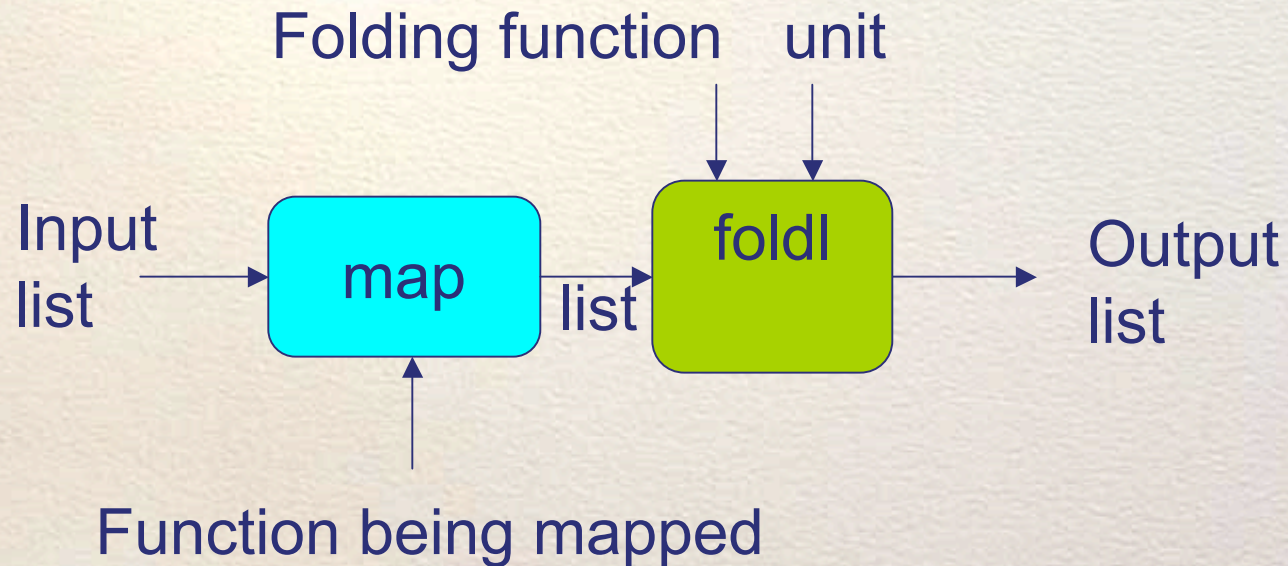 Folding function unit
Input
list
map
list
foldl
Output
list
Function being mapped